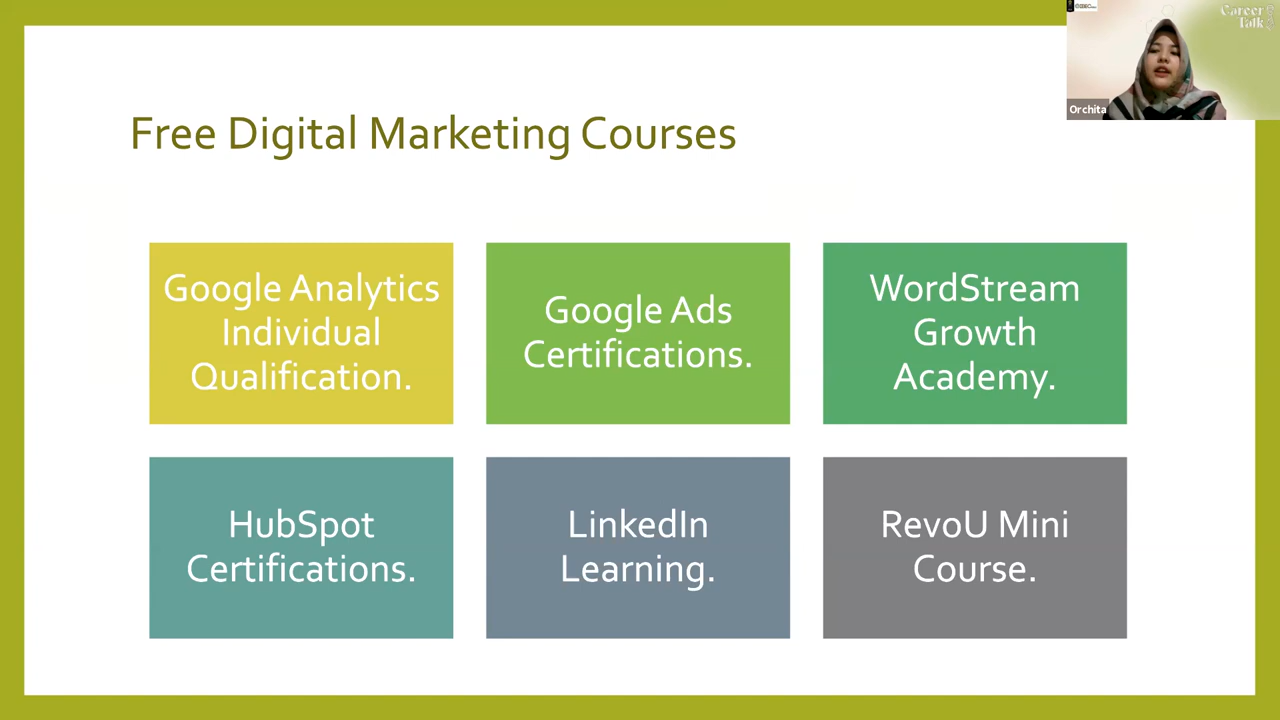 Career
Talk
Orchita
Free Digital Marketing Courses
Google Analytics
Individual
Qualification.
Google Ads
Certifications.
WordStream
Growth
Academy.
HubSpot
Certifications.
LinkedIn
Learning.
RevoU Mini
Course.